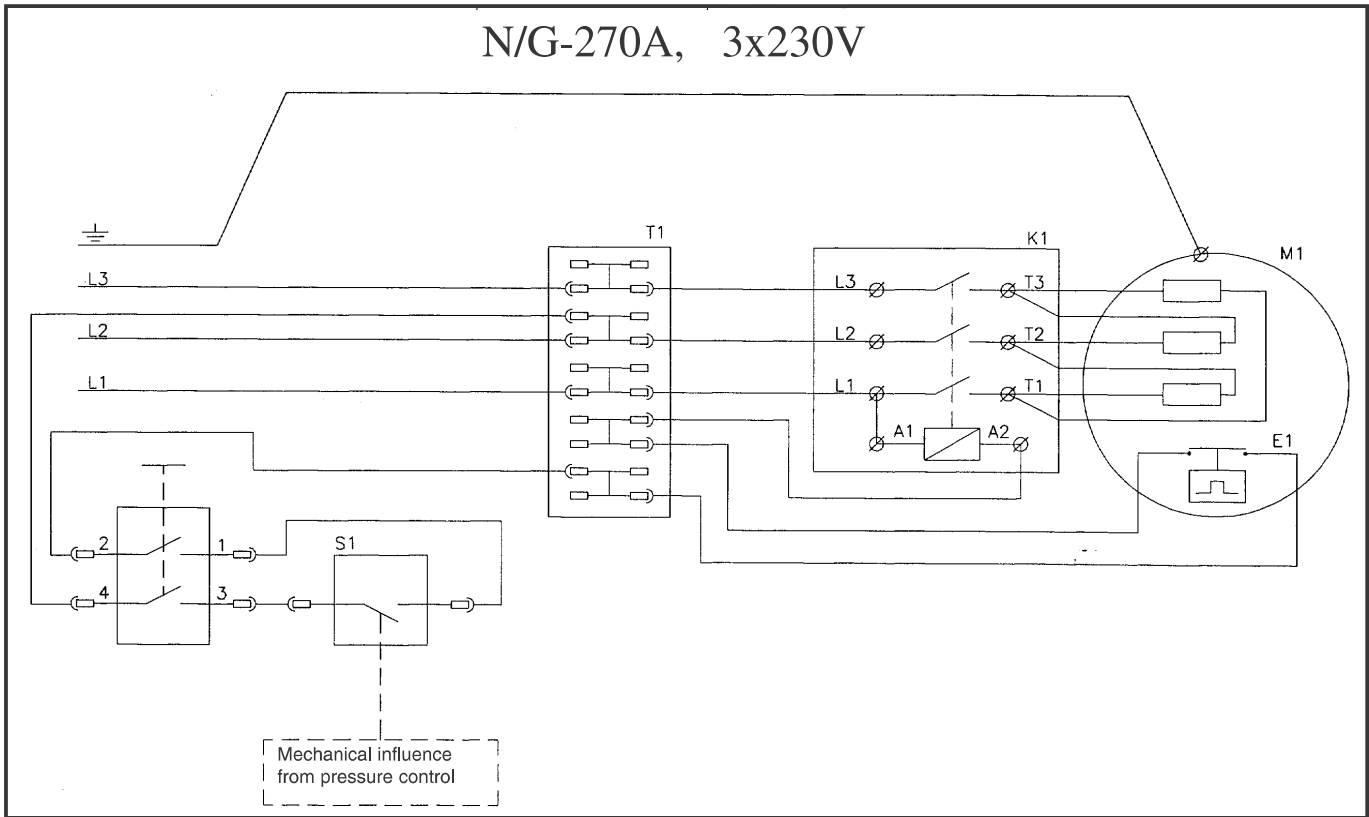 N/G-270A, 3x230V
T1
K1
M1
L3
L3
T3
L2
L2
T2
L1
L1
T1
A1
A2
E1
2
1
S1
4
3
Mechanical influence
from pressure control